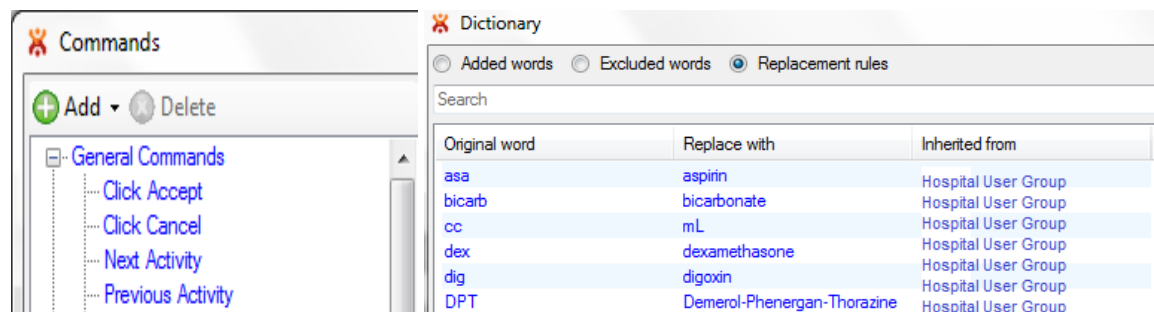 Commands
Add Delete
General Commands
Click Accept
Click Cancel
Next Activity
Previous Activity
Dictionary
Added words Excluded words Replacement rules
Search
Original word Replace with Inherited from
asa aspirin Hospital User Group
bicarb bicarbonate Hospital User Group
cc mL Hospital User Group
dex dexamethasone Hospital User Group
dig digoxin Hospital User Group
DPT Demerol-Phenergan-Thorazine Hospital User Group